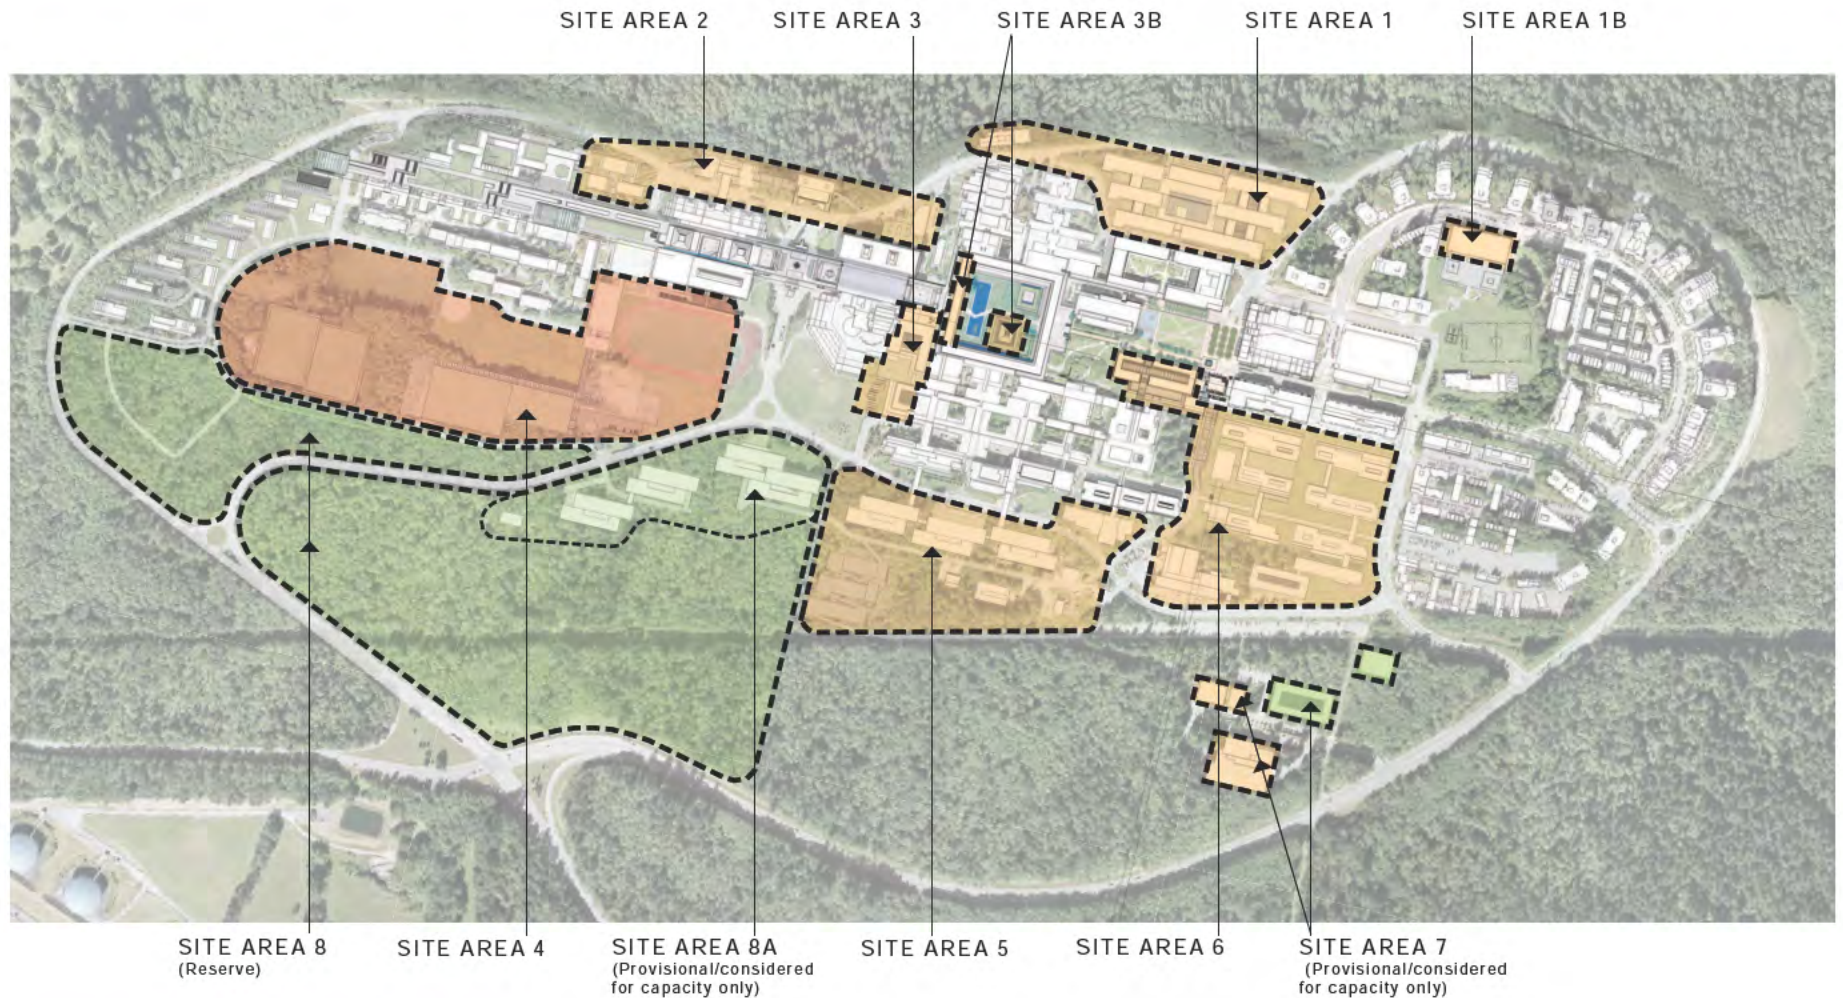 SITE AREA 2
SITE AREA 3
SITE AREA 3B
SITE AREA 1
SITE AREA 1B
SITE AREA 8
(Reserve)
SITE AREA 4
SITE AREA 8A
(Provisional/considered
for capacity only)
SITE AREA 5
SITE AREA 6
SITE AREA 7
(Provisional/considered
for capacity only)